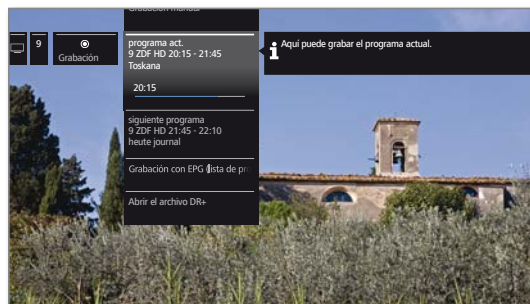 Grabación manual
9
Grabación
programa act.
9 ZDF HD 20:15 - 21:45
Toskana
20:15
Aquí puede grabar el programa actual.
siguiente programa
9 ZDF HD 21:45 - 22:10
heute journal
Grabación con EPG (lista de pr
Abrir el archivo DR+